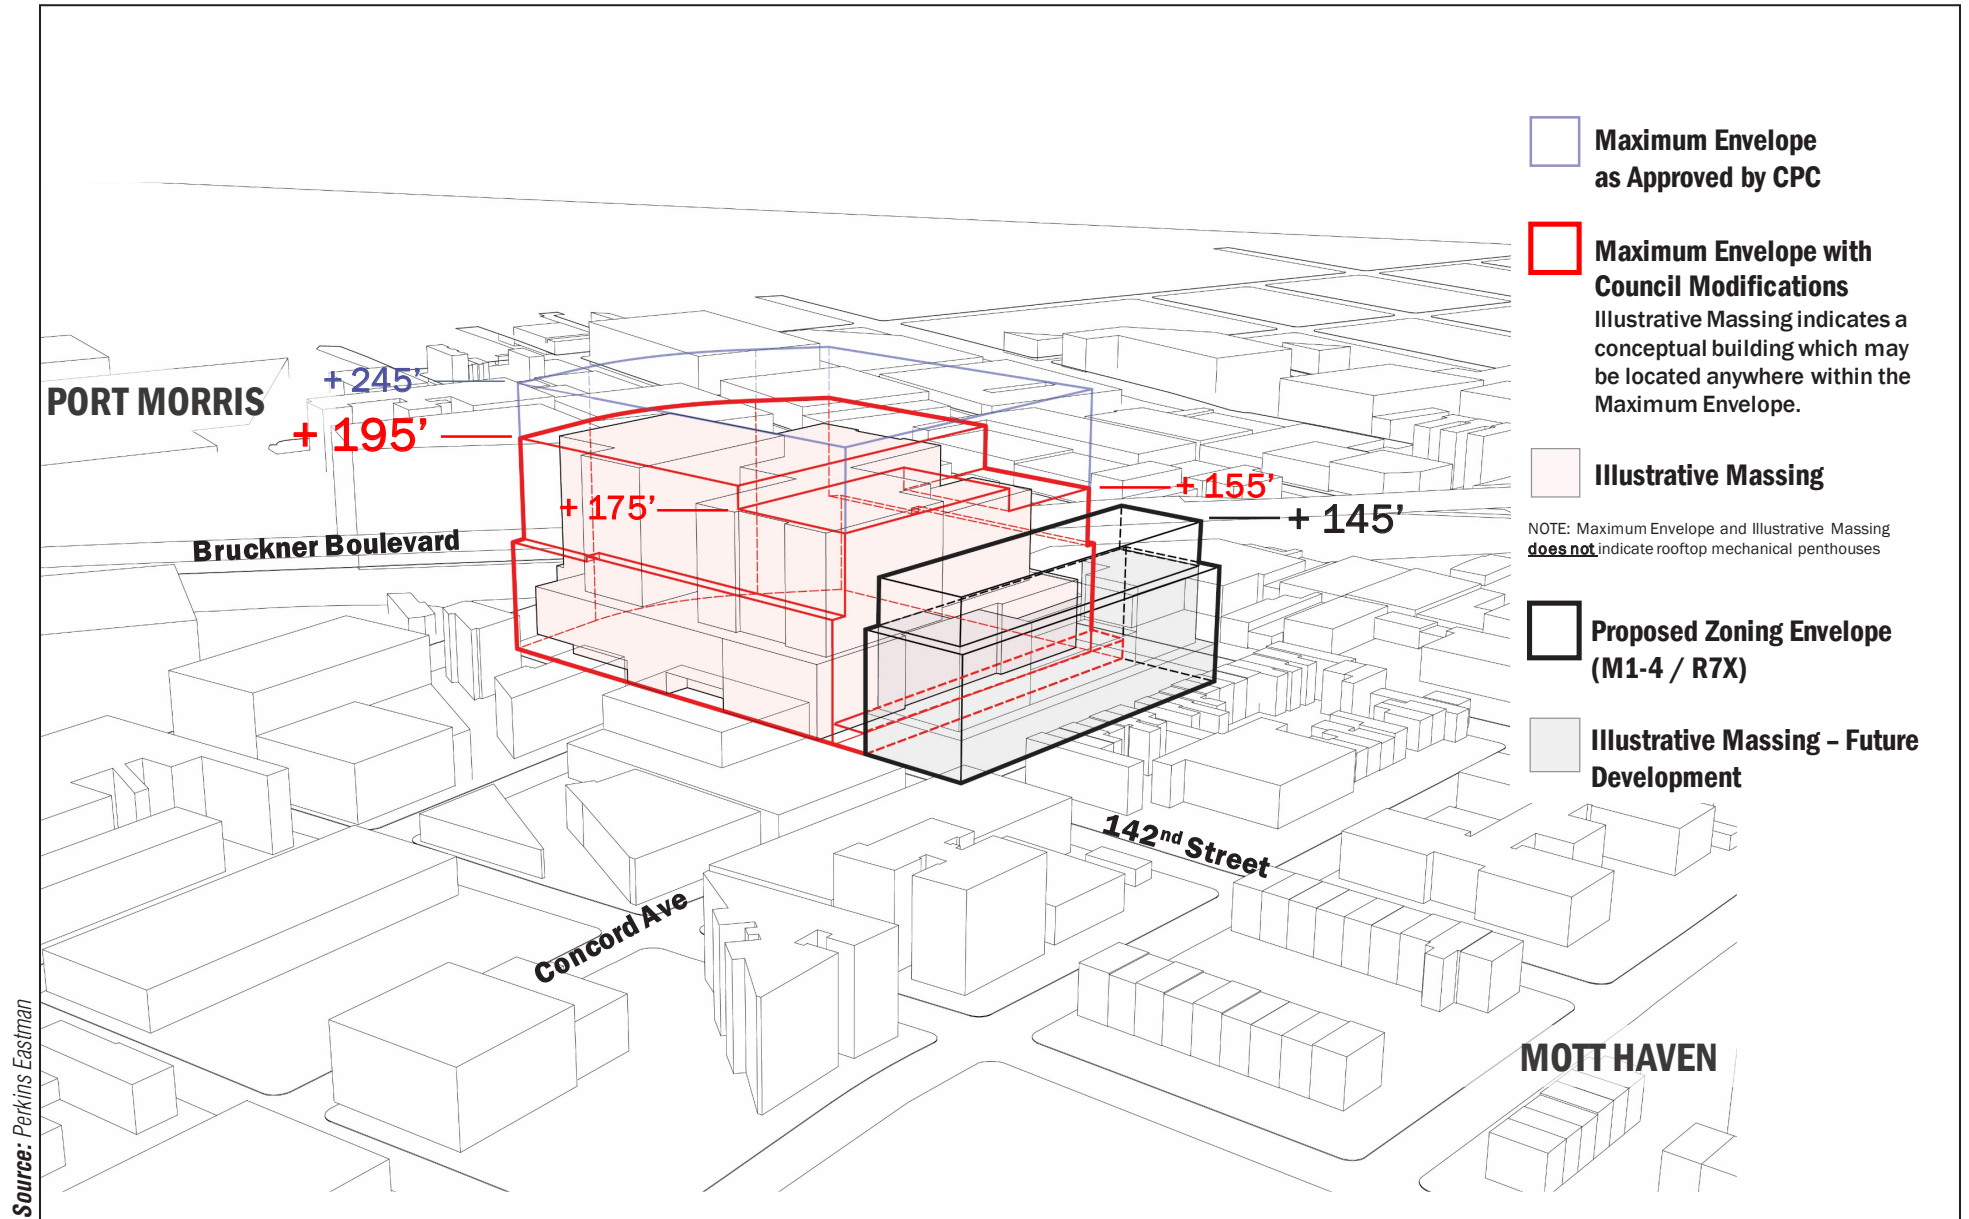 Maximum Envelope
as Approved by CPC
Maximum Envelope with
Council Modifications
Illustrative Massing indicates a
conceptual building which may
be located anywhere within the
Maximum Envelope.
Illustrative Massing
NOTE: Maximum Envelope and Illustrative Massing
does not indicate rooftop mechanical penthouses
Proposed Zoning Envelope
(M1-4 / R7X)
Illustrative Massing – Future
Development
+ 245’
PORT MORRIS
+ 195’
+ 175’
+ 155’
+ 145’
Bruckner Boulevard
142nd Street
Concord Ave
MOTT HAVEN
Source: Perkins Eastman